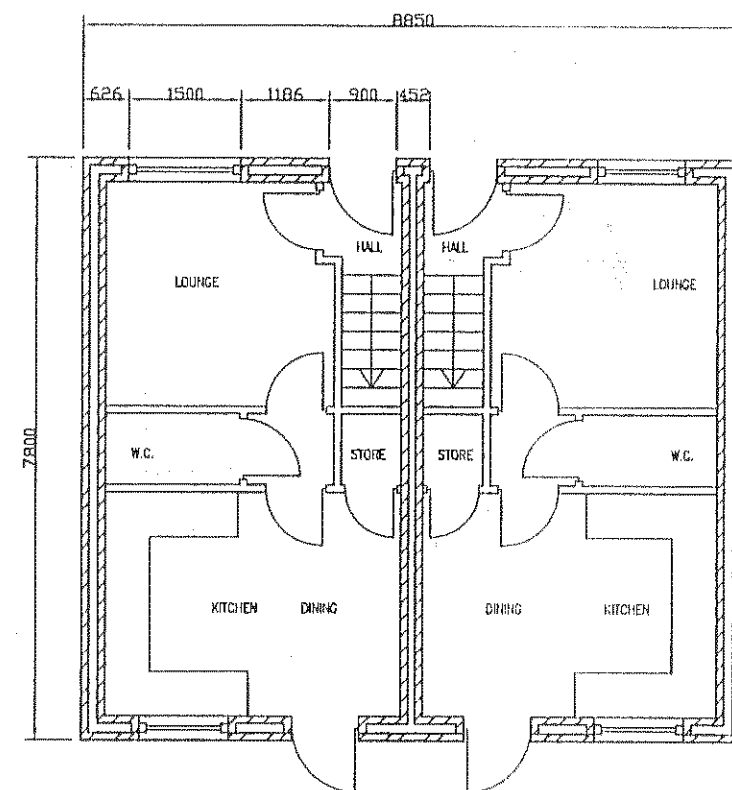 8850
626 1500 1186 900 452
HALL HALL
LOUNGE LOUNGE
7800
W.C. STORE STORE W.C.
KITCHEN DINING DINING KITCHEN